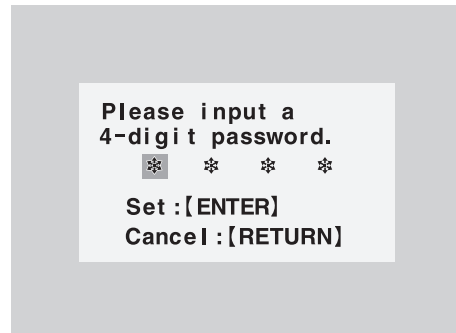 Please input a
4-digit password.
✽ ✽ ✽ ✽
Set :【ENTER】
Cancel :【RETURN】